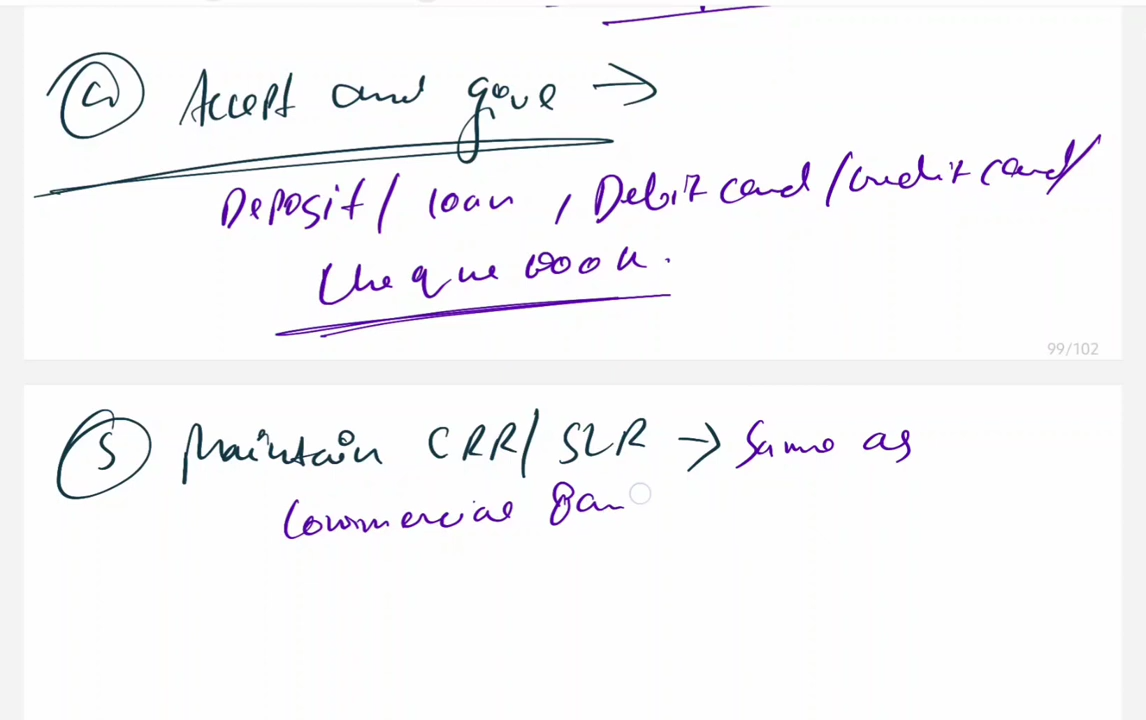 ④ Accept and give →
Deposit / loan , Debit card / credit card /
Cheque book .
99/102
⑤ Maintain CRR / SLR → Same as
Commercial Ban